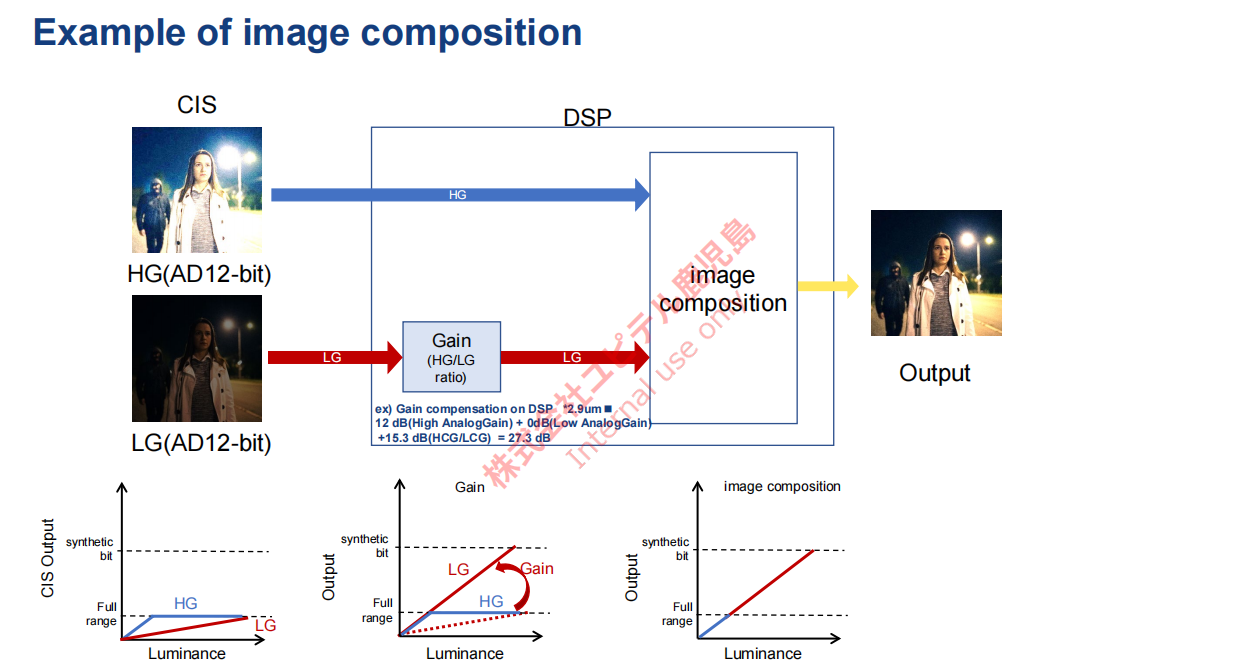 Example of image composition
CIS
DSP
HG
HG(AD12-bit)
image
composition
Gain
(HG/LG
ratio)
LG
LG
Output
LG(AD12-bit)
ex) Gain compensation on DSP *2.9um■
12 dB(High AnalogGain) + 0dB(Low AnalogGain)
+15.3 dB(HCG/LCG) = 27.3 dB
株式会社ユピテル鹿児島
Internal use only
CIS Output
synthetic
bit
Full
range
HG
LG
Luminance
Gain
Output
synthetic
bit
Full
range
LG
Gain
HG
Luminance
image composition
Output
synthetic
bit
Full
range
Luminance